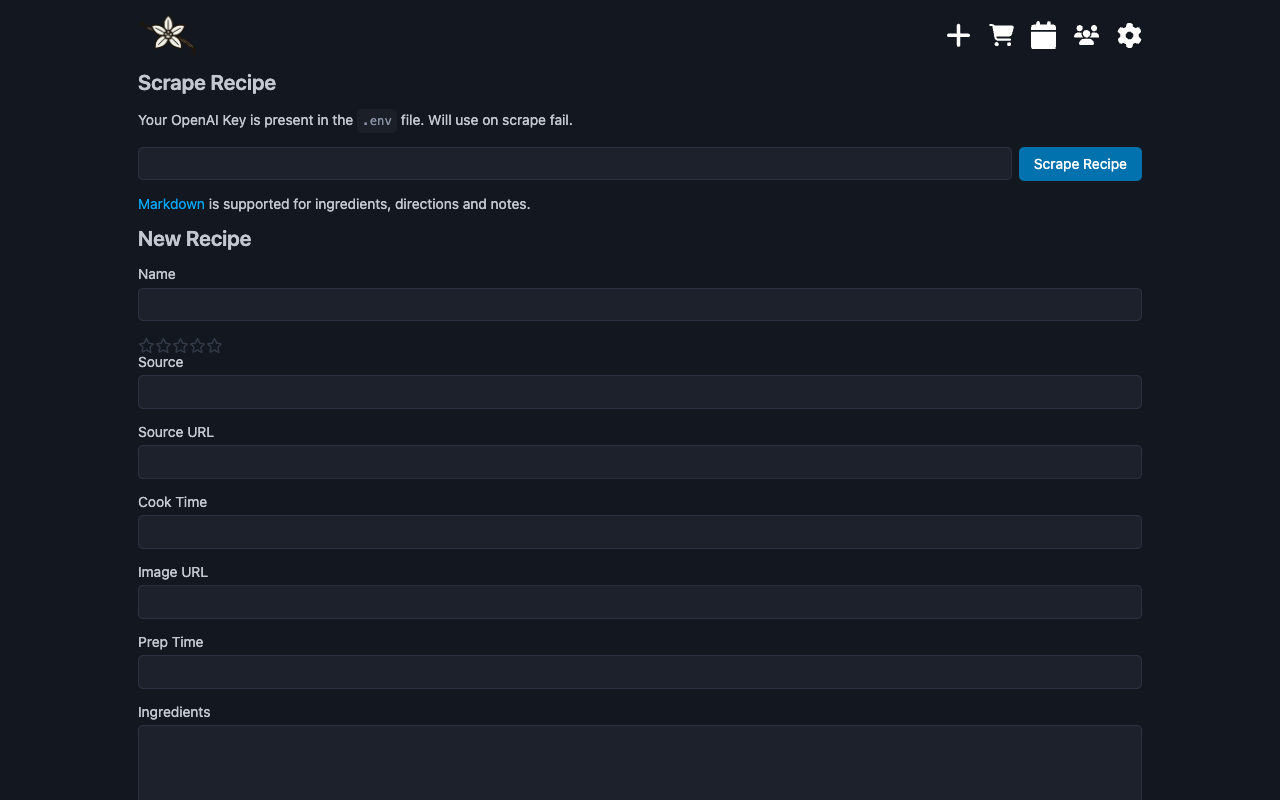 Scrape Recipe
Your OpenAI Key is present in the .env file. Will use on scrape fail.
Scrape Recipe
Markdown is supported for ingredients, directions and notes.
New Recipe
Name
Source
Source URL
Cook Time
Image URL
Prep Time
Ingredients